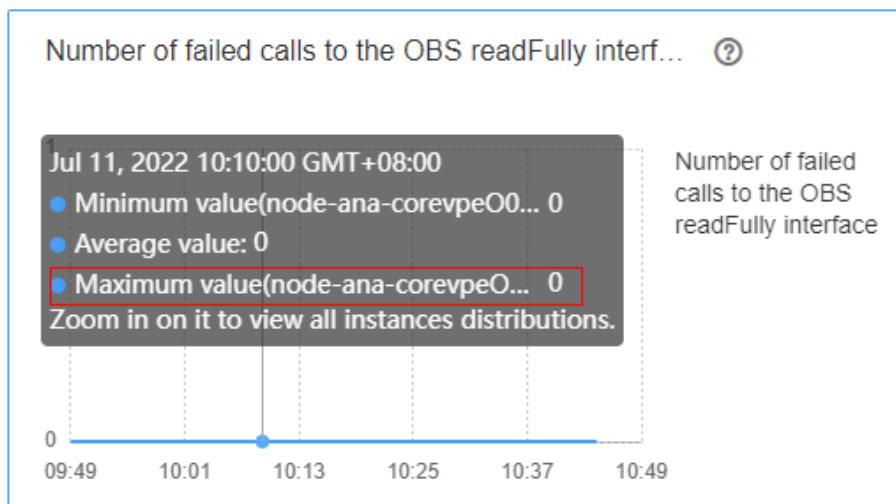 Number of failed calls to the OBS readFully interf...
1
Jul 11, 2022 10:10:00 GMT+08:00
Minimum value(node-ana-corevpeO0... 0
Average value: 0
Maximum value(node-ana-corevpeO... 0
Zoom in on it to view all instances distributions.
Number of failed
calls to the OBS
readFully interface
0
09:49 10:01 10:13 10:25 10:37 10:49